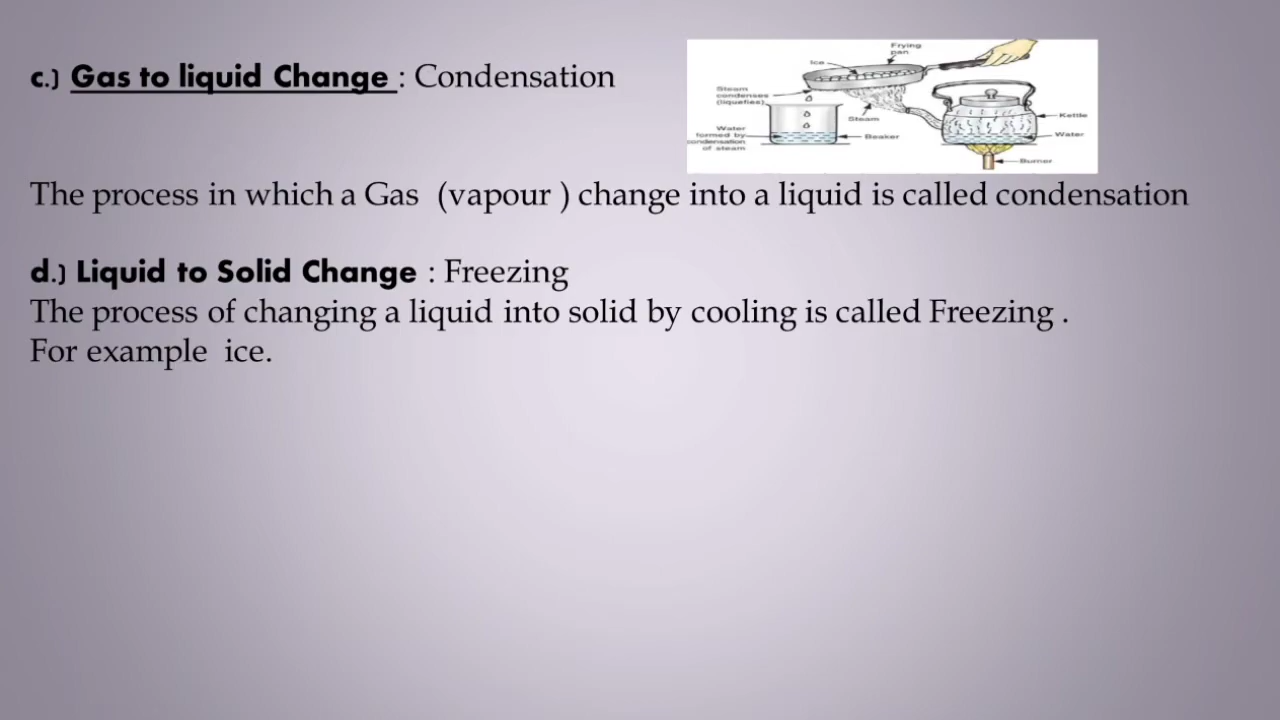 c.) Gas to liquid Change : Condensation
Frying
pan
Ice
Steam
condenses
(liquefies)
Steam
Kettle
Water
formed by
condensation
of steam
Beaker
Water
Burner
The process in which a Gas (vapour ) change into a liquid is called condensation
d.) Liquid to Solid Change : Freezing
The process of changing a liquid into solid by cooling is called Freezing .
For example ice.